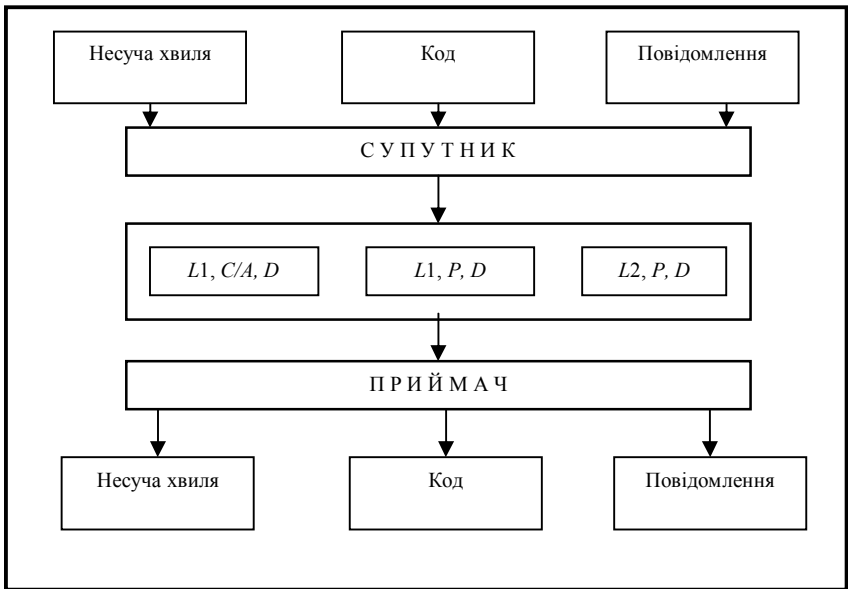 Несуча хвиля
Код
Повідомлення
С У П У Т Н И К
L1, C/A, D
L1, P, D
L2, P, D
П Р И Й М А Ч
Несуча хвиля
Код
Повідомлення